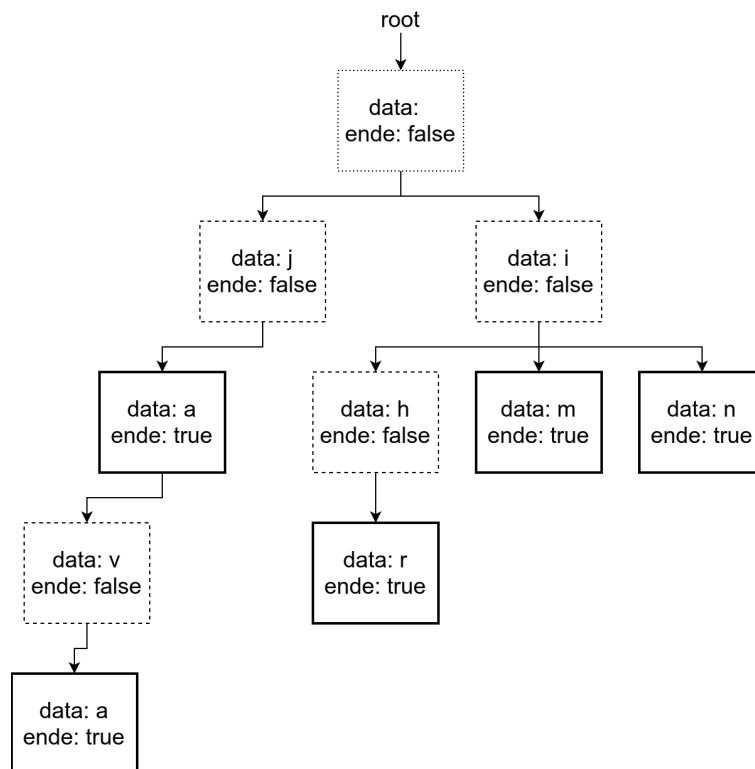 root
data:
ende: false
data: j
ende: false
data: i
ende: false
data: a
ende: true
data: h
ende: false
data: m
ende: true
data: n
ende: true
data: v
ende: false
data: r
ende: true
data: a
ende: true